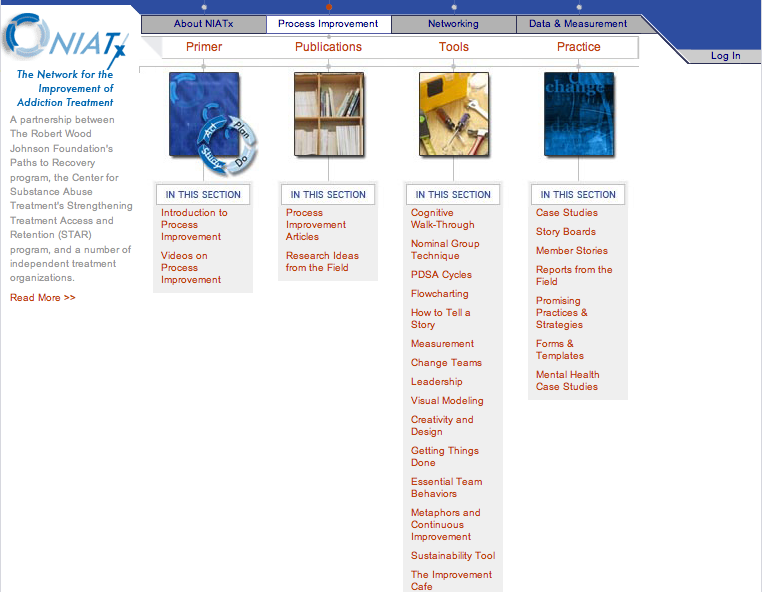 About NIATx
Process Improvement
Networking
Data & Measurement
Log In
NIATx
The Network for the
Improvement of
Addiction Treatment
A partnership between
The Robert Wood
Johnson Foundation's
Paths to Recovery
program, the Center for
Substance Abuse
Treatment's Strengthening
Treatment Access and
Retention (STAR)
program, and a number of
independent treatment
organizations.
Read More >>
Primer
Publications
Tools
Practice
Act
Plan
Study
Do
change
IN THIS SECTION
Introduction to
Process
Improvement
Videos on
Process
Improvement
IN THIS SECTION
Process
Improvement
Articles
Research Ideas
from the Field
IN THIS SECTION
Cognitive
Walk-Through
Nominal Group
Technique
PDSA Cycles
Flowcharting
How to Tell a
Story
Measurement
Change Teams
Leadership
Visual Modeling
Creativity and
Design
Getting Things
Done
Essential Team
Behaviors
Metaphors and
Continuous
Improvement
Sustainability Tool
The Improvement
Cafe
IN THIS SECTION
Case Studies
Story Boards
Member Stories
Reports from the
Field
Promising
Practices &
Strategies
Forms &
Templates
Mental Health
Case Studies